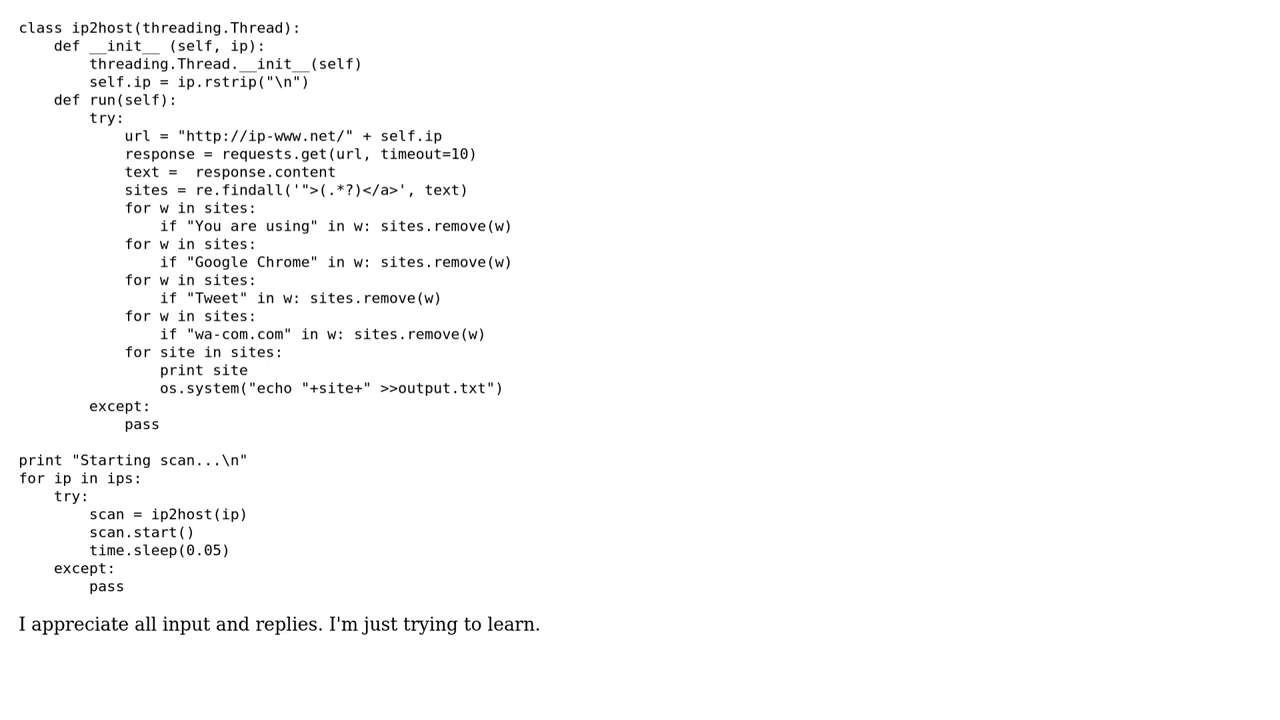 class ip2host(threading.Thread):
    def __init__ (self, ip):
        threading.Thread.__init__(self)
        self.ip = ip.rstrip("\n")
    def run(self):
        try:
            url = "http://ip-www.net/" + self.ip
            response = requests.get(url, timeout=10)
            text =  response.content
            sites = re.findall('">(.*?)</a>', text)
            for w in sites:
                if "You are using" in w: sites.remove(w)
            for w in sites:
                if "Google Chrome" in w: sites.remove(w)
            for w in sites:
                if "Tweet" in w: sites.remove(w)
            for w in sites:
                if "wa-com.com" in w: sites.remove(w)
            for site in sites:
                print site
                os.system("echo "+site+" >>output.txt")
        except:
            pass

print "Starting scan...\n"
for ip in ips:
    try:
        scan = ip2host(ip)
        scan.start()
        time.sleep(0.05)
    except:
        pass

I appreciate all input and replies. I'm just trying to learn.